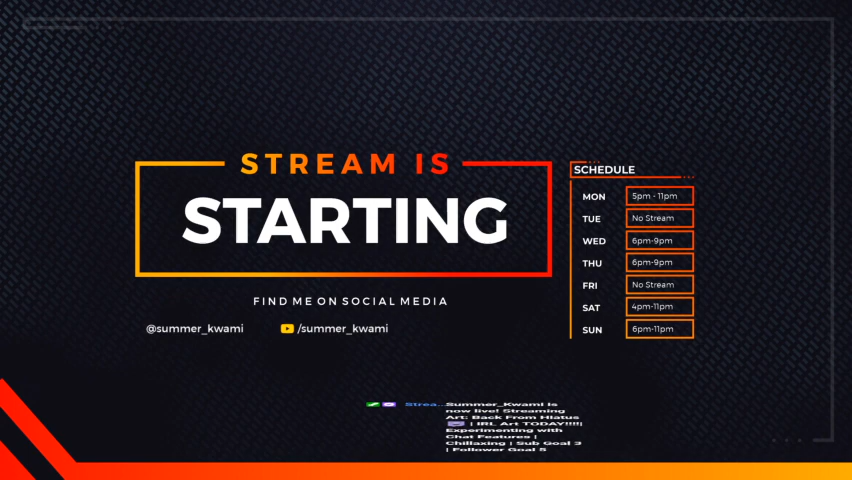 STREAM IS
STARTING
FIND ME ON SOCIAL MEDIA
@summer_kwami
/summer_kwami
SCHEDULE
MON 5pm - 11pm
TUE No Stream
WED 6pm-9pm
THU 6pm-9pm
FRI No Stream
SAT 4pm-11pm
SUN 6pm-11pm
Strea... Summer_Kwami is
now live! Streaming
Art: Back From Hiatus
| IRL Art TODAY!!!!|
Experimenting with
Chat Features |
Chillaxing | Sub Goal 3
| Follower Goal 5